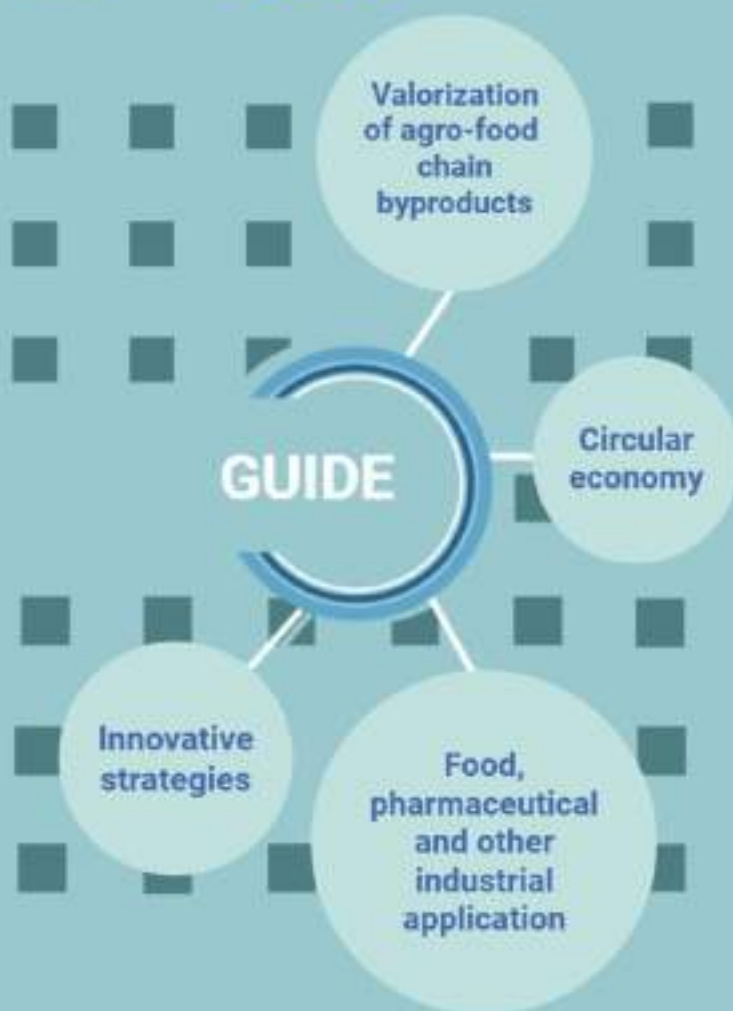 Valorization
of agro-food
chain
byproducts
Circular
economy
GUIDE
Innovative
strategies
Food,
pharmaceutical
and other
industrial
application